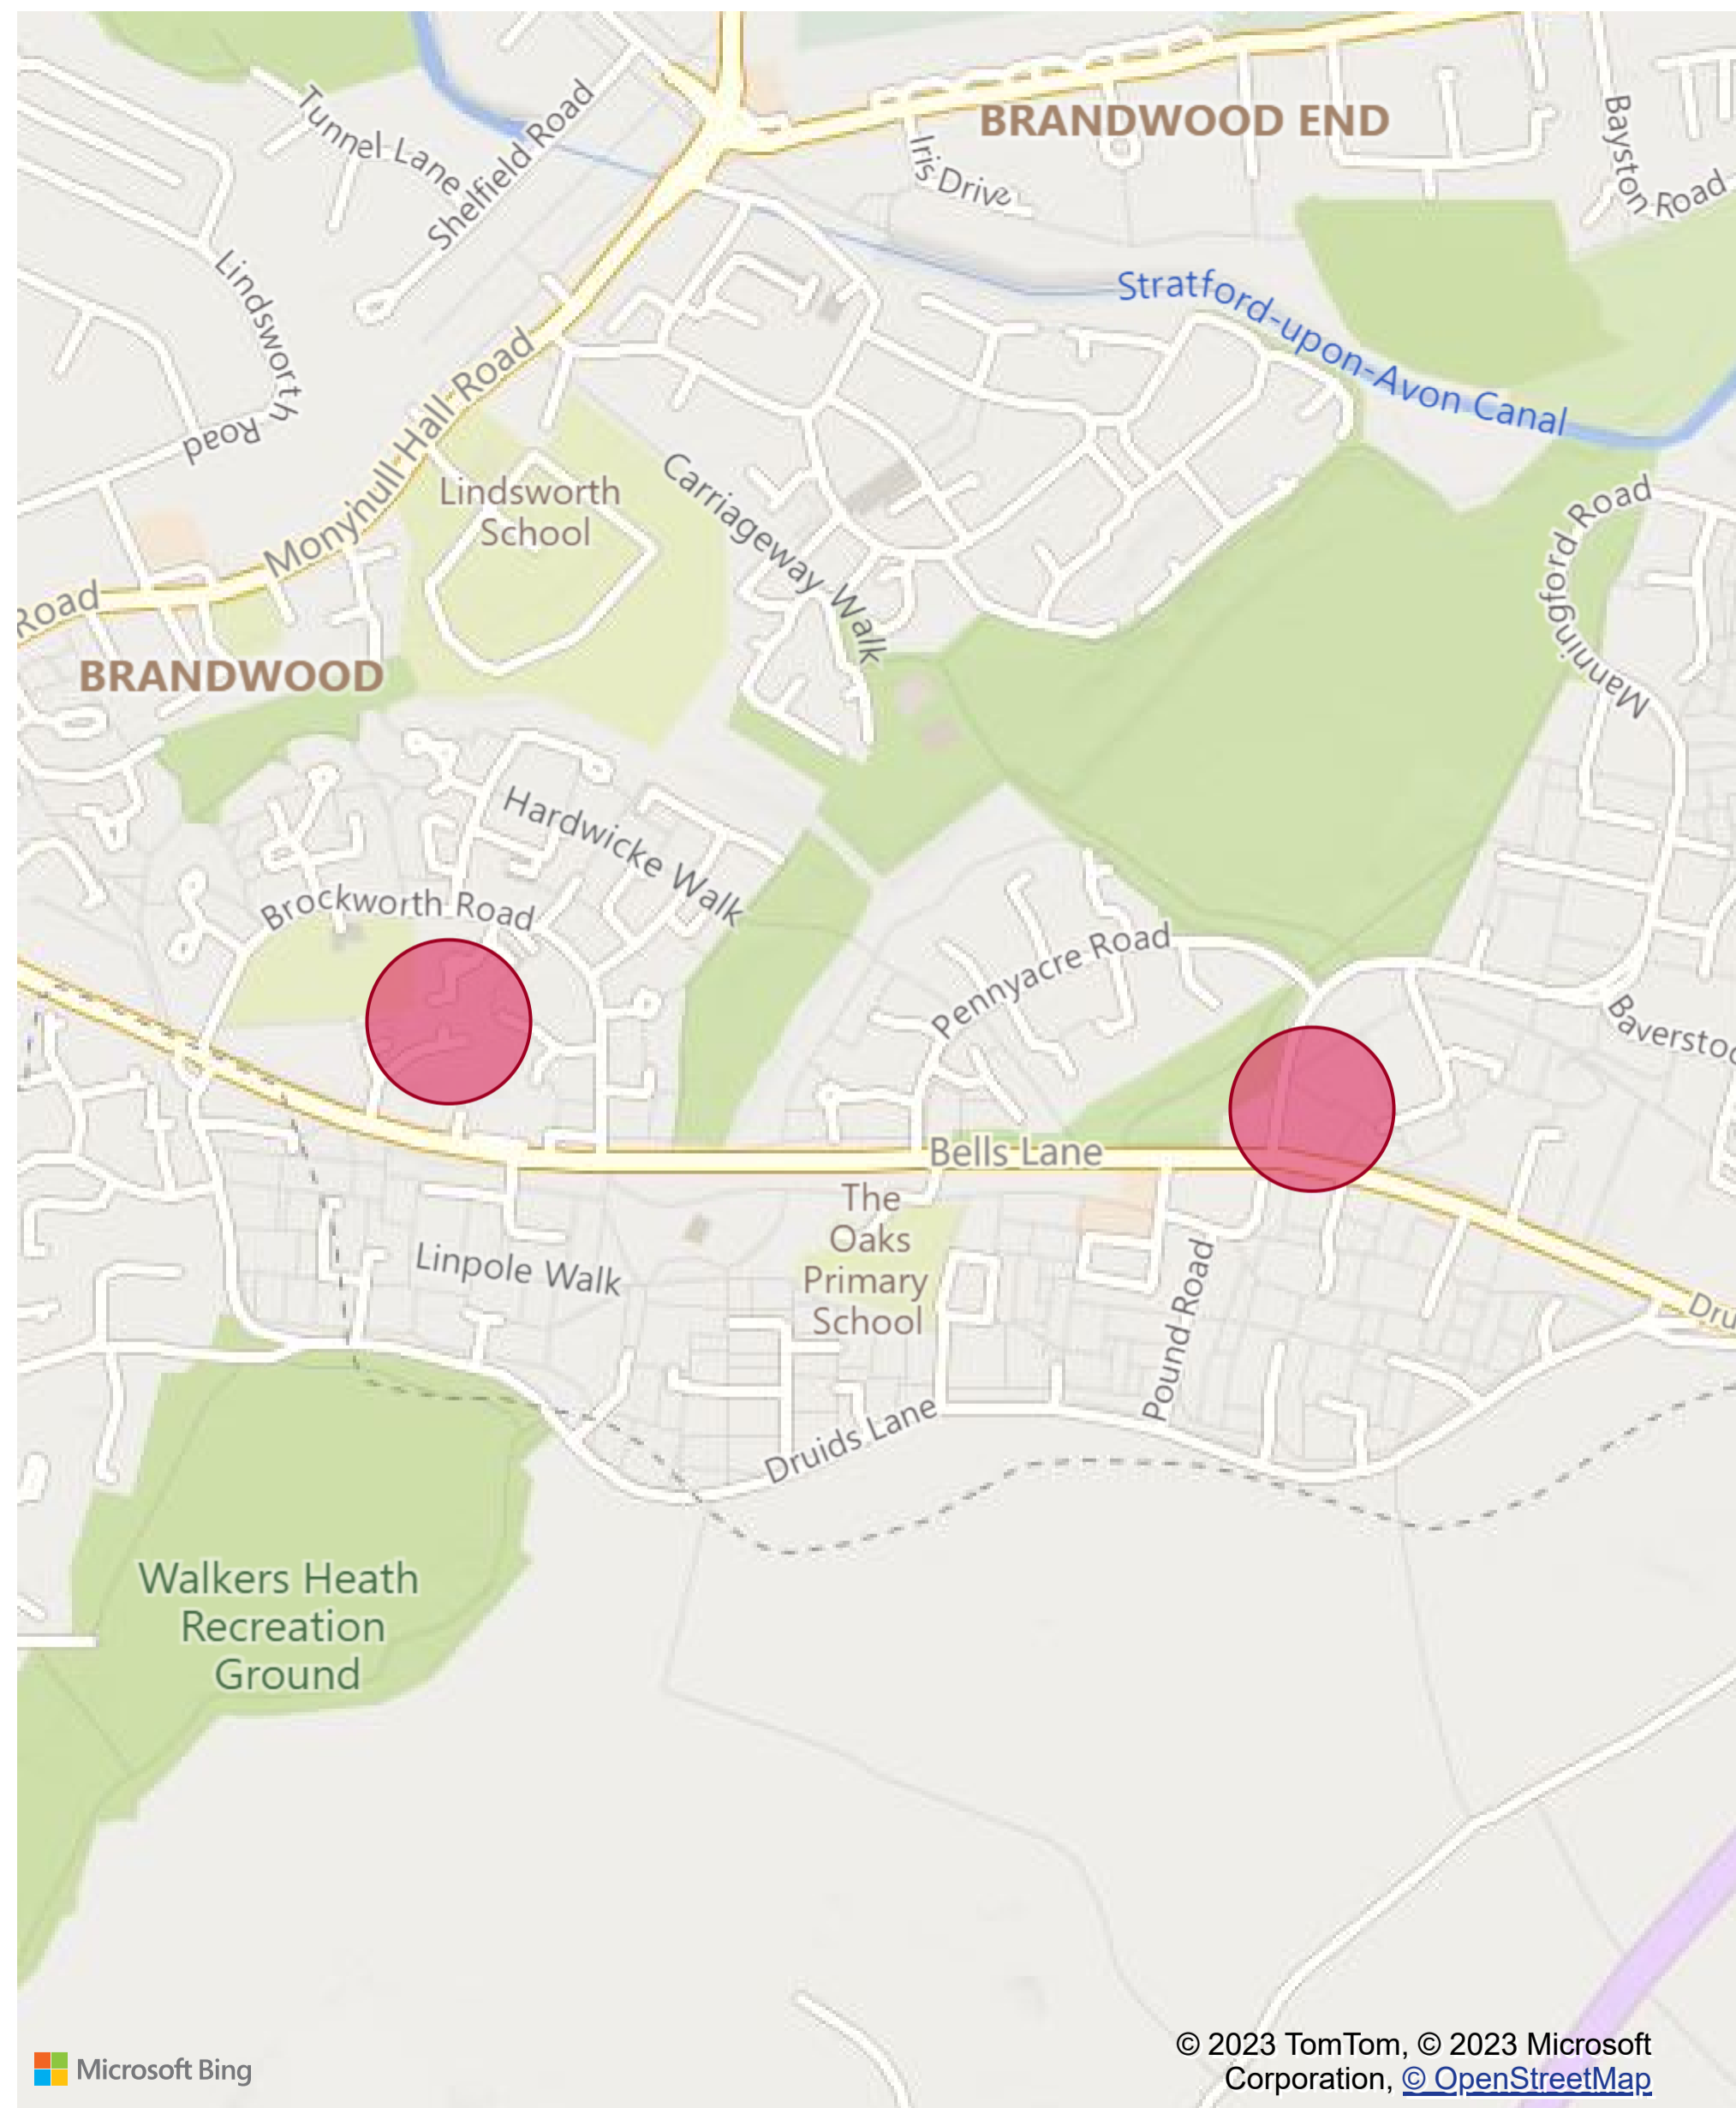 BRANDWOOD END
Tunnel Lane
Shelfield Road
Iris Drive
Bayston Road
Lindsworth Road
Stratford-upon-Avon Canal
Monyhull Hall Road
Lindsworth
School
Carriageway Walk
Manningford Road
Road
BRANDWOOD
Hardwicke Walk
Brockworth Road
Pennyacre Road
Baverstoc
Bells Lane
The
Oaks
Primary
School
Linpole Walk
Pound Road
Dru
Druids Lane
Walkers Heath
Recreation
Ground
Microsoft Bing
© 2023 TomTom, © 2023 Microsoft
Corporation, © OpenStreetMap